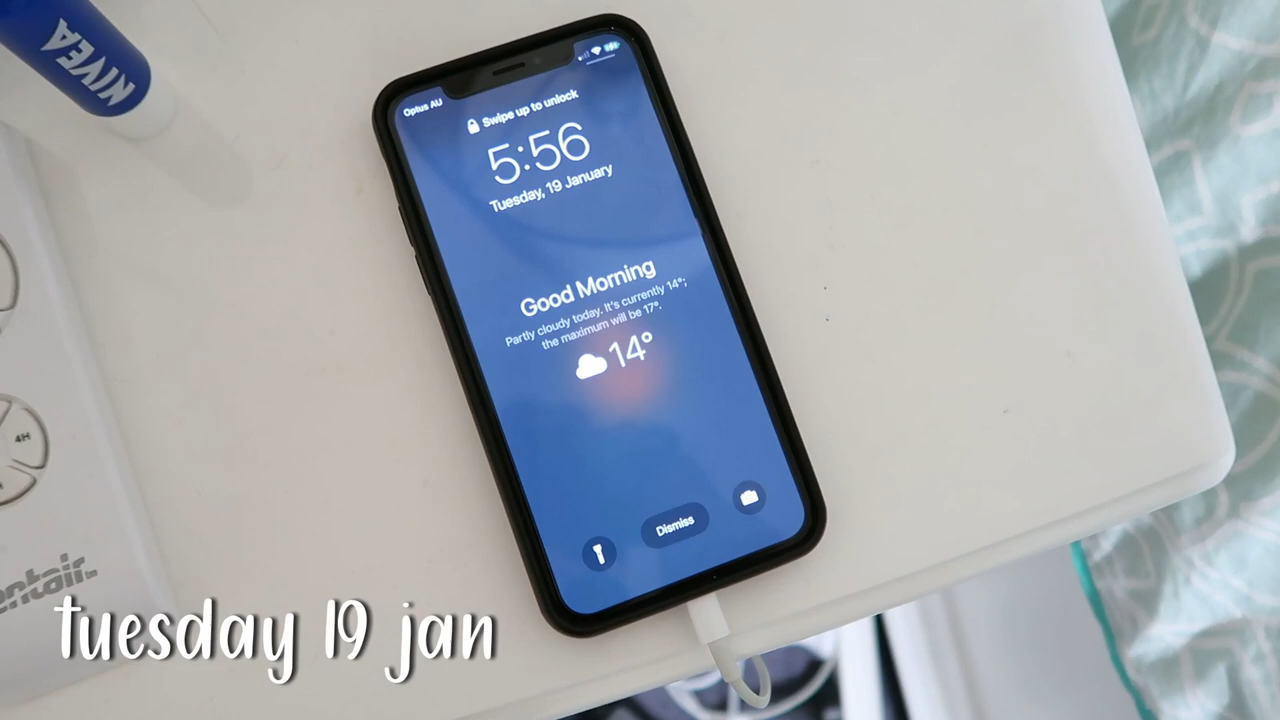 NIVEA
Optus AU
Swipe up to unlock
5:56
Tuesday, 19 January
Good Morning
Partly cloudy today. It's currently 14°;
the maximum will be 17°.
14°
Dismiss
4H
ntair
tuesday 19 jan